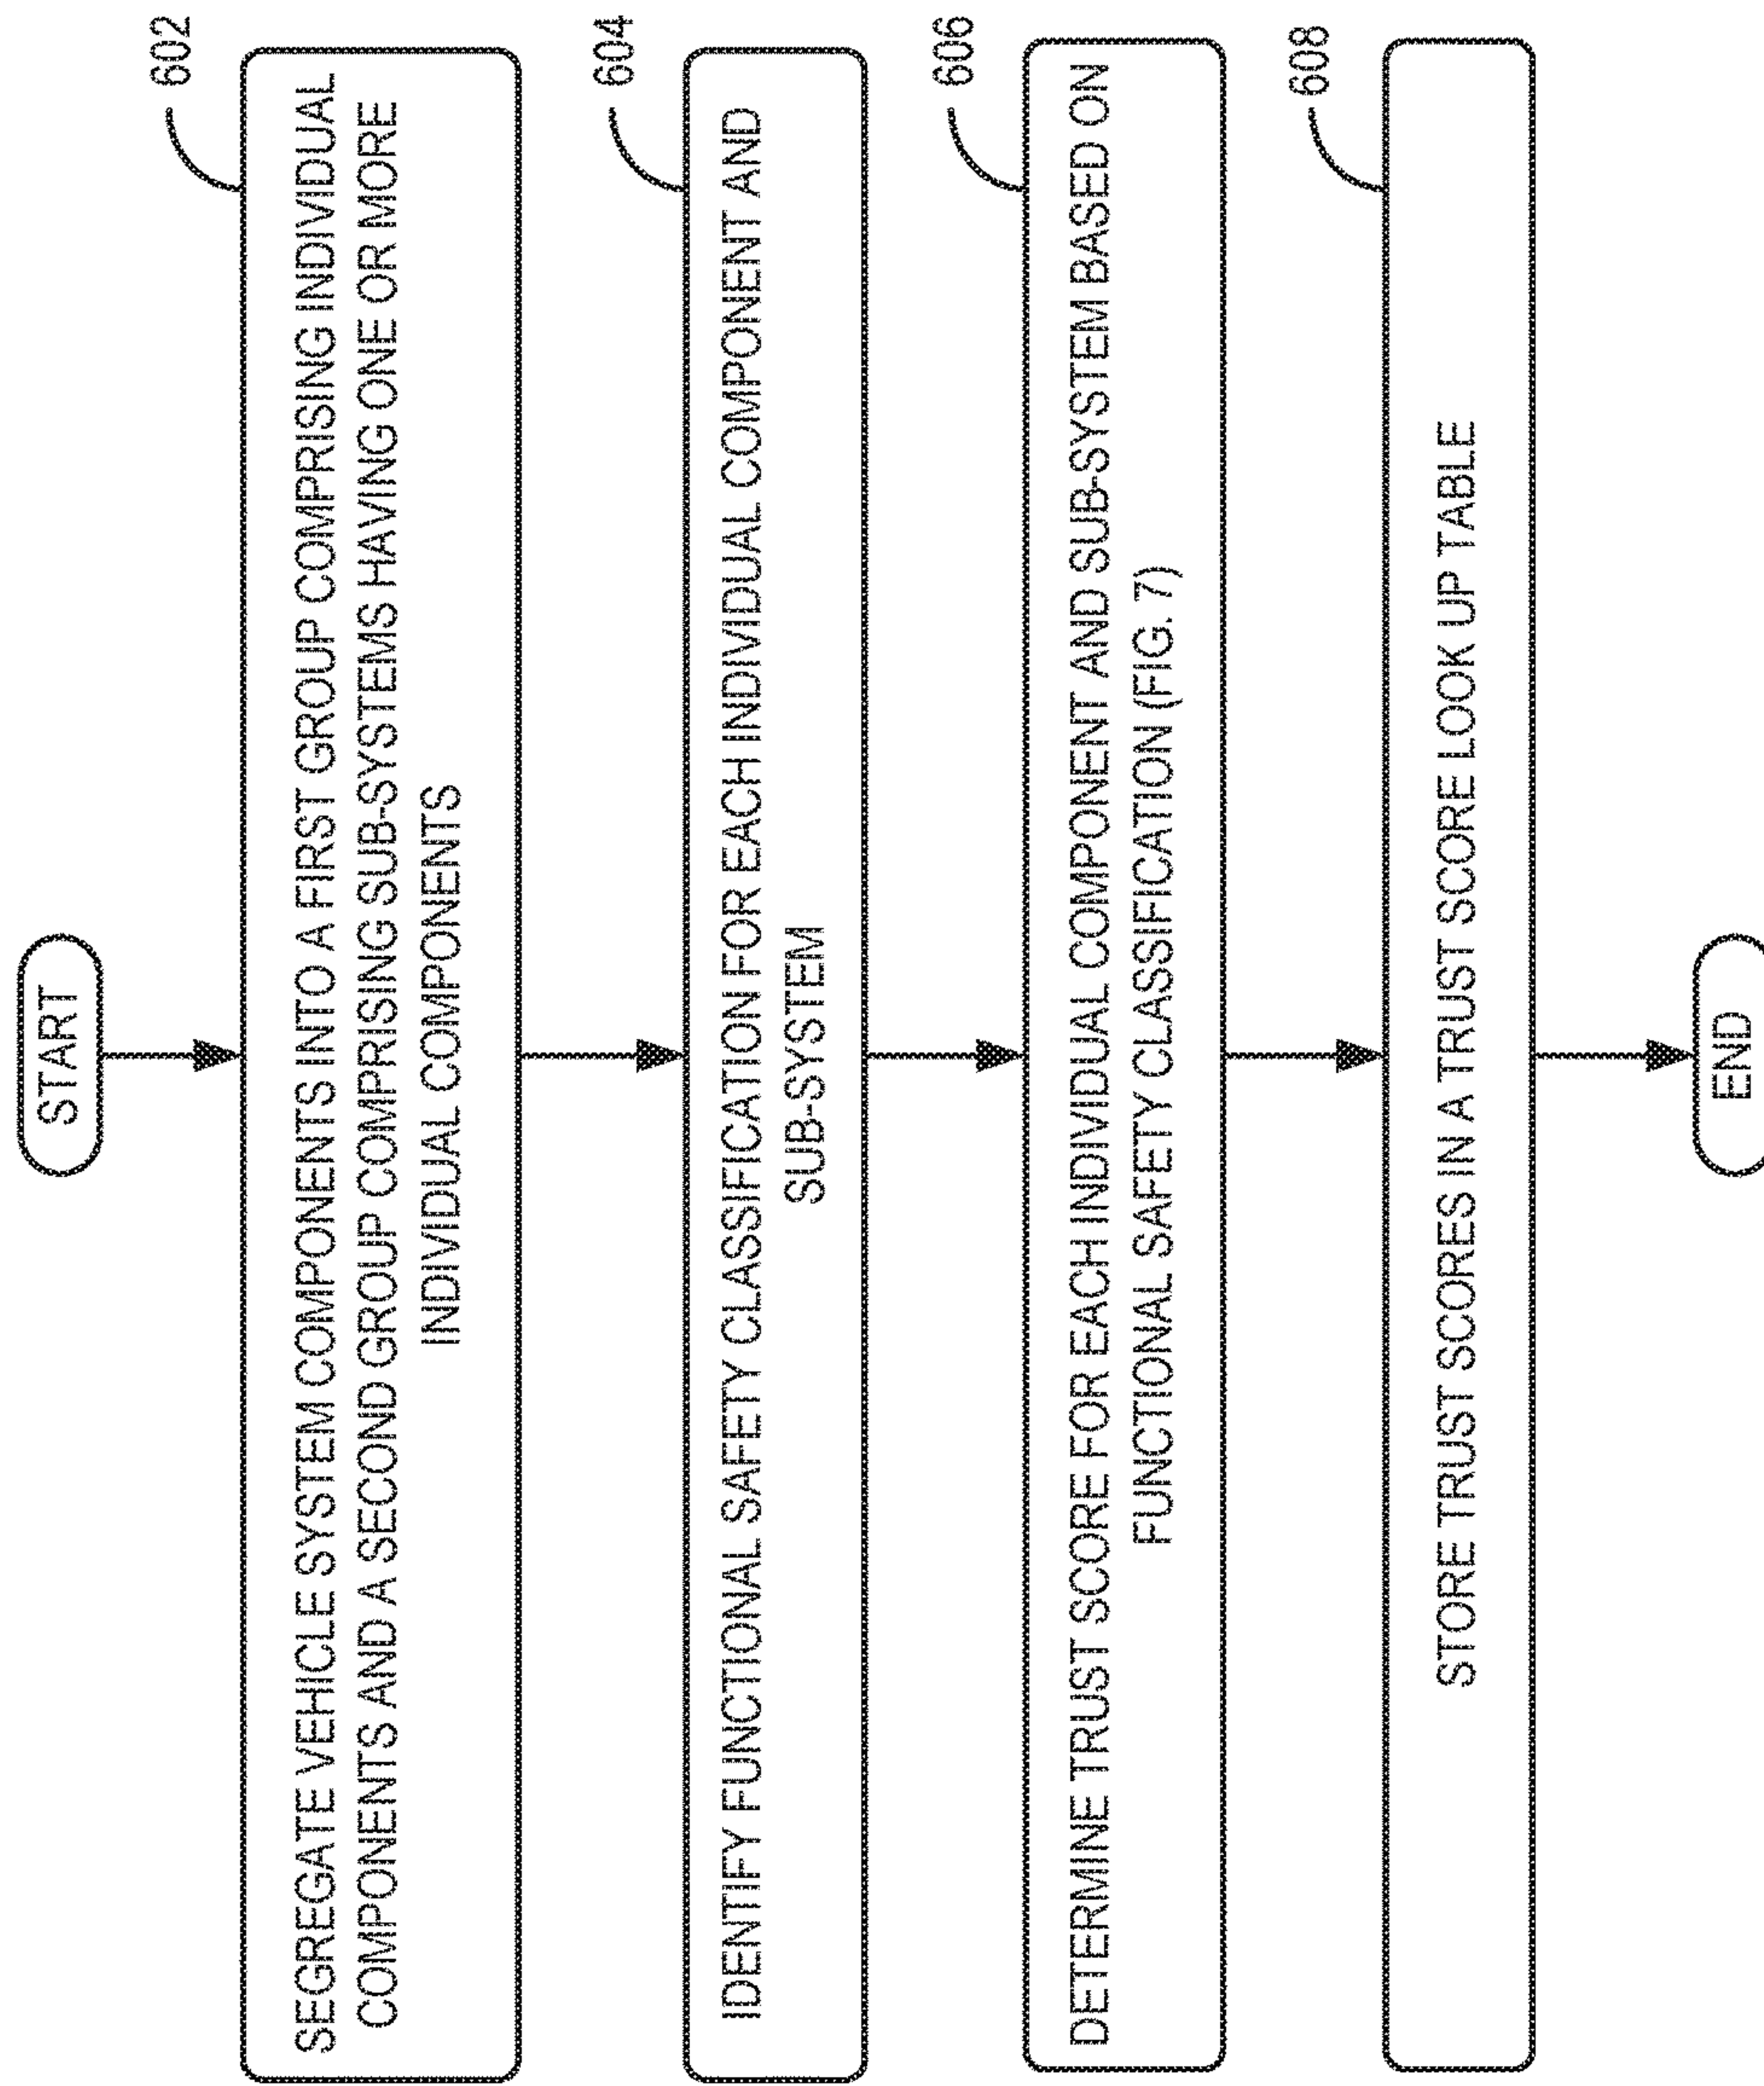 START
602
SEGREGATE VEHICLE SYSTEM COMPONENTS INTO A FIRST GROUP COMPRISING INDIVIDUAL
COMPONENTS AND A SECOND GROUP COMPRISING SUB-SYSTEMS HAVING ONE OR MORE
INDIVIDUAL COMPONENTS
604
IDENTIFY FUNCTIONAL SAFETY CLASSIFICATION FOR EACH INDIVIDUAL COMPONENT AND
SUB-SYSTEM
606
DETERMINE TRUST SCORE FOR EACH INDIVIDUAL COMPONENT AND SUB-SYSTEM BASED ON
FUNCTIONAL SAFETY CLASSIFICATION (FIG. 7)
608
STORE TRUST SCORES IN A TRUST SCORE LOOK UP TABLE
END